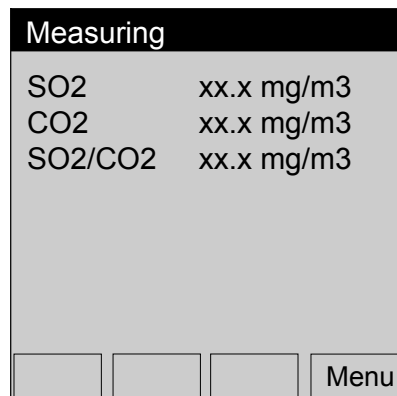 Measuring
SO2 xx.x mg/m3
CO2 xx.x mg/m3
SO2/CO2 xx.x mg/m3
Menu